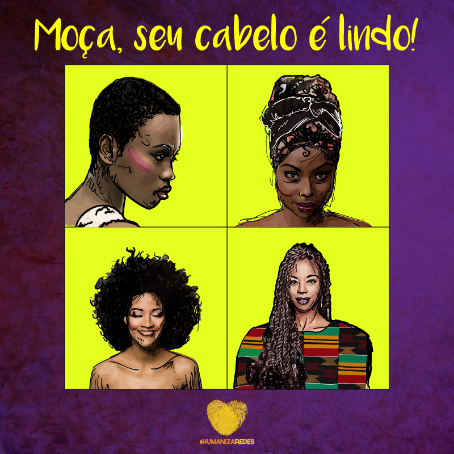 Moça, seu cabelo é lindo!
#HUMANIZAREDES